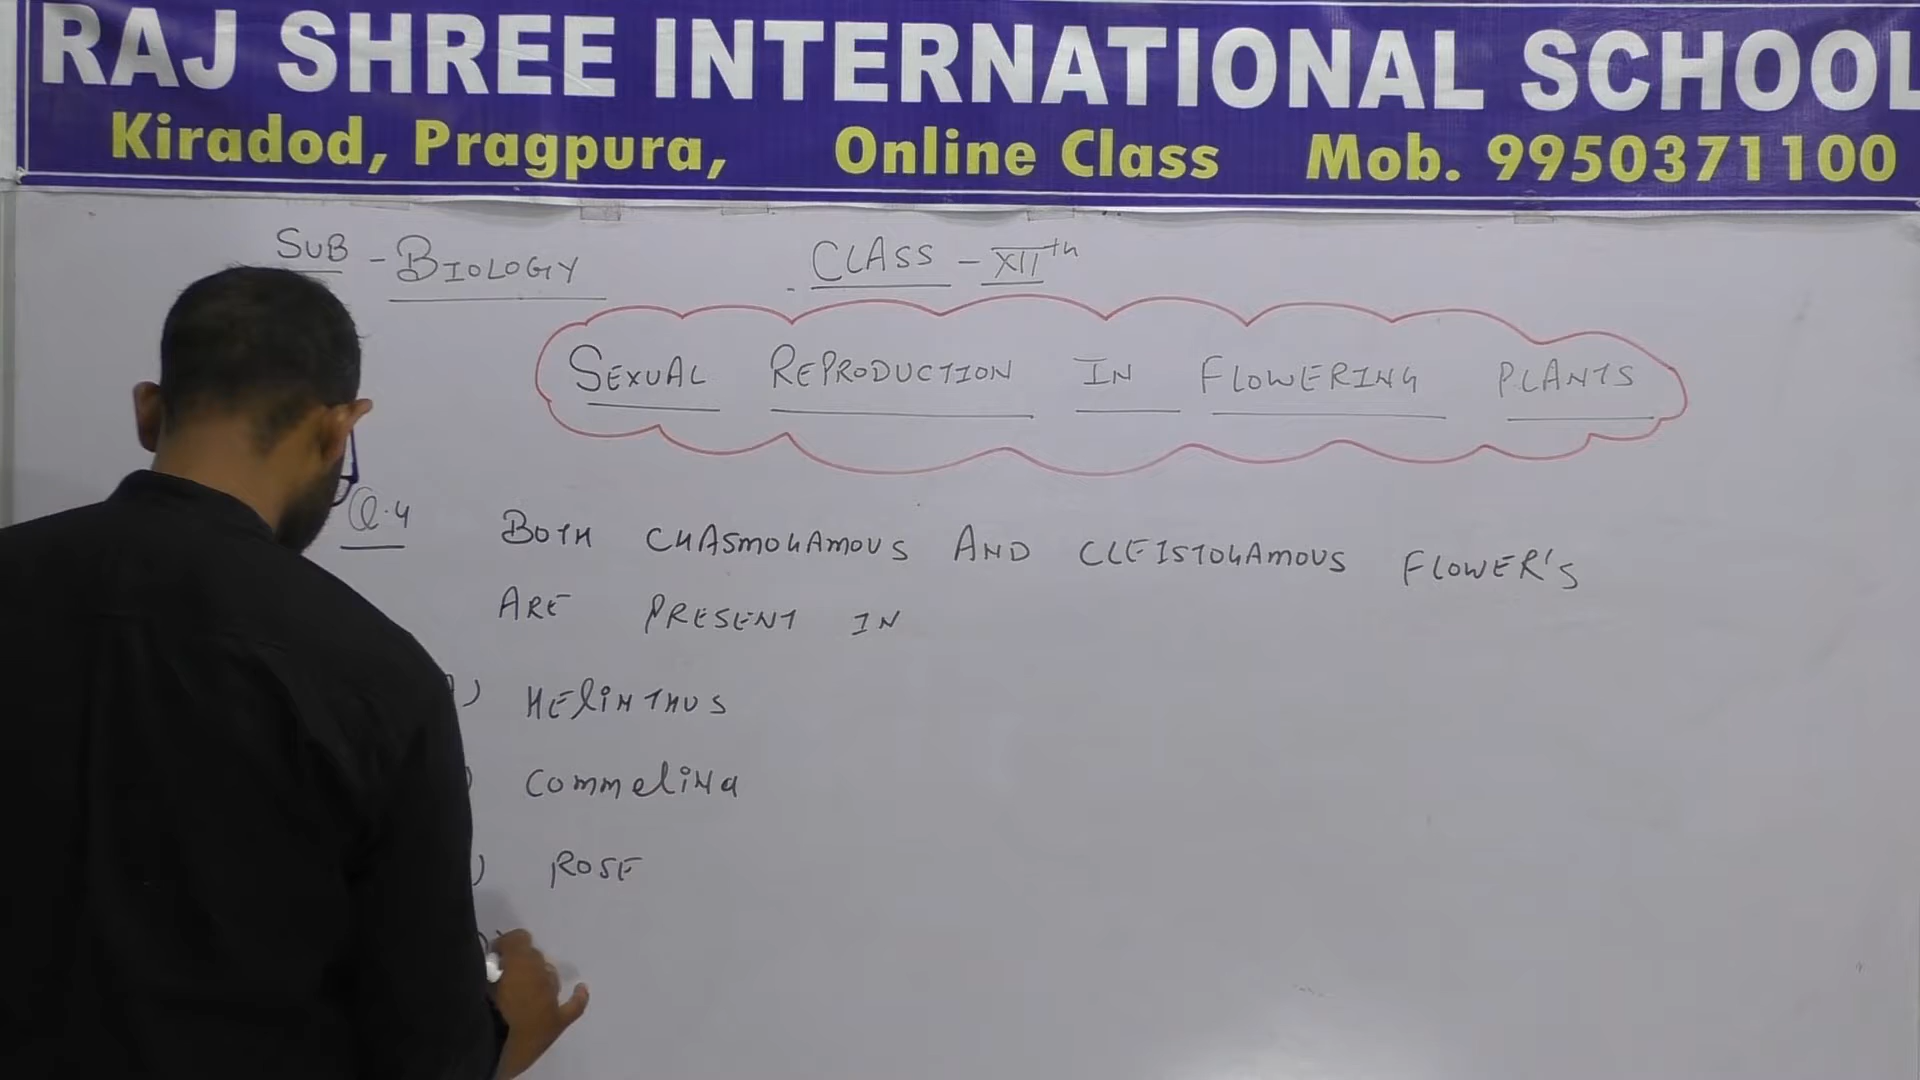 RAJ SHREE INTERNATIONAL SCHOOL
Kiradod, Pragpura, Online Class Mob. 9950371100
SUB - BIOLOGY CLASS - XIIth
SEXUAL REPRODUCTION IN FLOWERING PLANTS
Q.4 BOTH CHASMOGAMOUS AND CLEISTOGAMOUS FLOWER'S
ARE PRESENT IN
) HElinTHUS
) CommeliNa
) ROSE